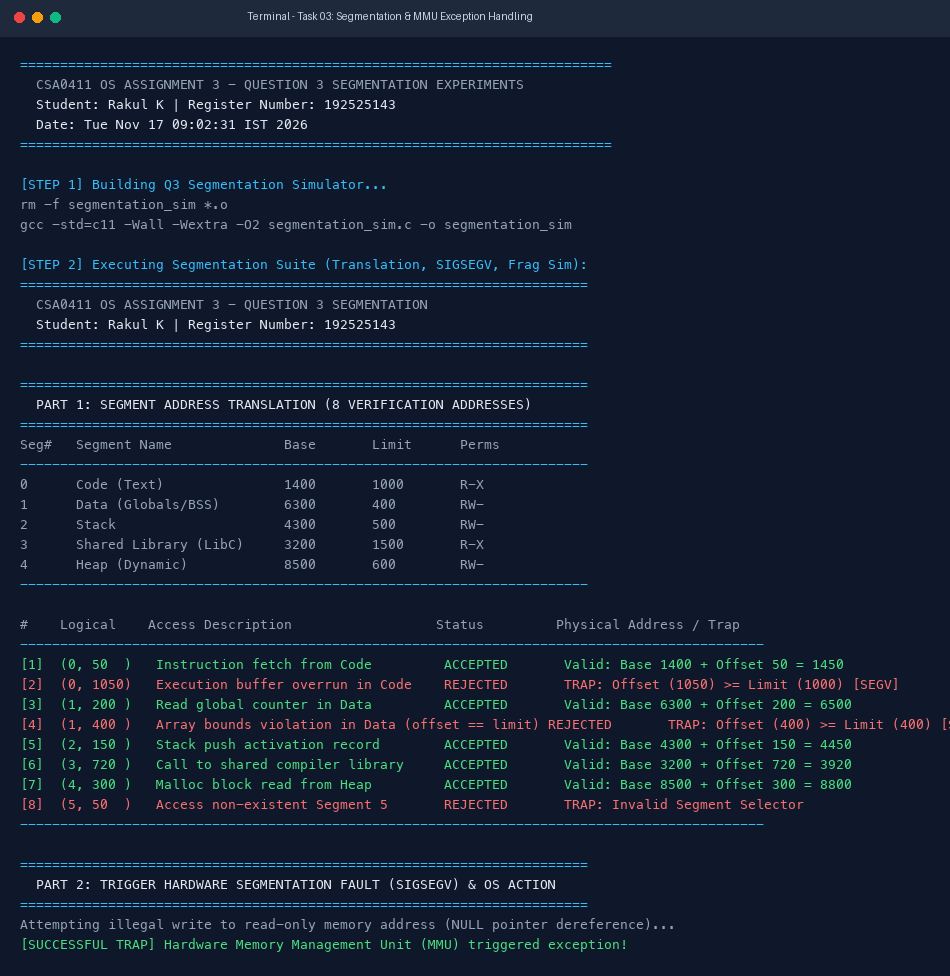 Terminal - Task 03: Segmentation & MMU Exception Handling
==========================================================================
CSA0411 OS ASSIGNMENT 3 - QUESTION 3 SEGMENTATION EXPERIMENTS
Student: Rakul K | Register Number: 192525143
Date: Tue Nov 17 09:02:31 IST 2026
==========================================================================
[STEP 1] Building Q3 Segmentation Simulator...
rm -f segmentation_sim *.o
gcc -std=c11 -Wall -Wextra -O2 segmentation_sim.c -o segmentation_sim
[STEP 2] Executing Segmentation Suite (Translation, SIGSEGV, Frag Sim):
=======================================================================
CSA0411 OS ASSIGNMENT 3 - QUESTION 3 SEGMENTATION
Student: Rakul K | Register Number: 192525143
=======================================================================
=======================================================================
PART 1: SEGMENT ADDRESS TRANSLATION (8 VERIFICATION ADDRESSES)
=======================================================================
Seg#   Segment Name              Base       Limit      Perms
-----------------------------------------------------------------------
0      Code (Text)               1400       1000       R-X
1      Data (Globals/BSS)        6300       400        RW-
2      Stack                     4300       500        RW-
3      Shared Library (LibC)     3200       1500       R-X
4      Heap (Dynamic)            8500       600        RW-
-----------------------------------------------------------------------
#    Logical    Access Description                  Status         Physical Address / Trap
---------------------------------------------------------------------------------------------
[1]  (0, 50  )   Instruction fetch from Code         ACCEPTED       Valid: Base 1400 + Offset 50 = 1450
[2]  (0, 1050)   Execution buffer overrun in Code    REJECTED       TRAP: Offset (1050) >= Limit (1000) [SEGV]
[3]  (1, 200 )   Read global counter in Data         ACCEPTED       Valid: Base 6300 + Offset 200 = 6500
[4]  (1, 400 )   Array bounds violation in Data (offset == limit) REJECTED       TRAP: Offset (400) >= Limit (400)
[5]  (2, 150 )   Stack push activation record        ACCEPTED       Valid: Base 4300 + Offset 150 = 4450
[6]  (3, 720 )   Call to shared compiler library     ACCEPTED       Valid: Base 3200 + Offset 720 = 3920
[7]  (4, 300 )   Malloc block read from Heap         ACCEPTED       Valid: Base 8500 + Offset 300 = 8800
[8]  (5, 50  )   Access non-existent Segment 5       REJECTED       TRAP: Invalid Segment Selector
---------------------------------------------------------------------------------------------
=======================================================================
PART 2: TRIGGER HARDWARE SEGMENTATION FAULT (SIGSEGV) & OS ACTION
=======================================================================
Attempting illegal write to read-only memory address (NULL pointer dereference)...
[SUCCESSFUL TRAP] Hardware Memory Management Unit (MMU) triggered exception!